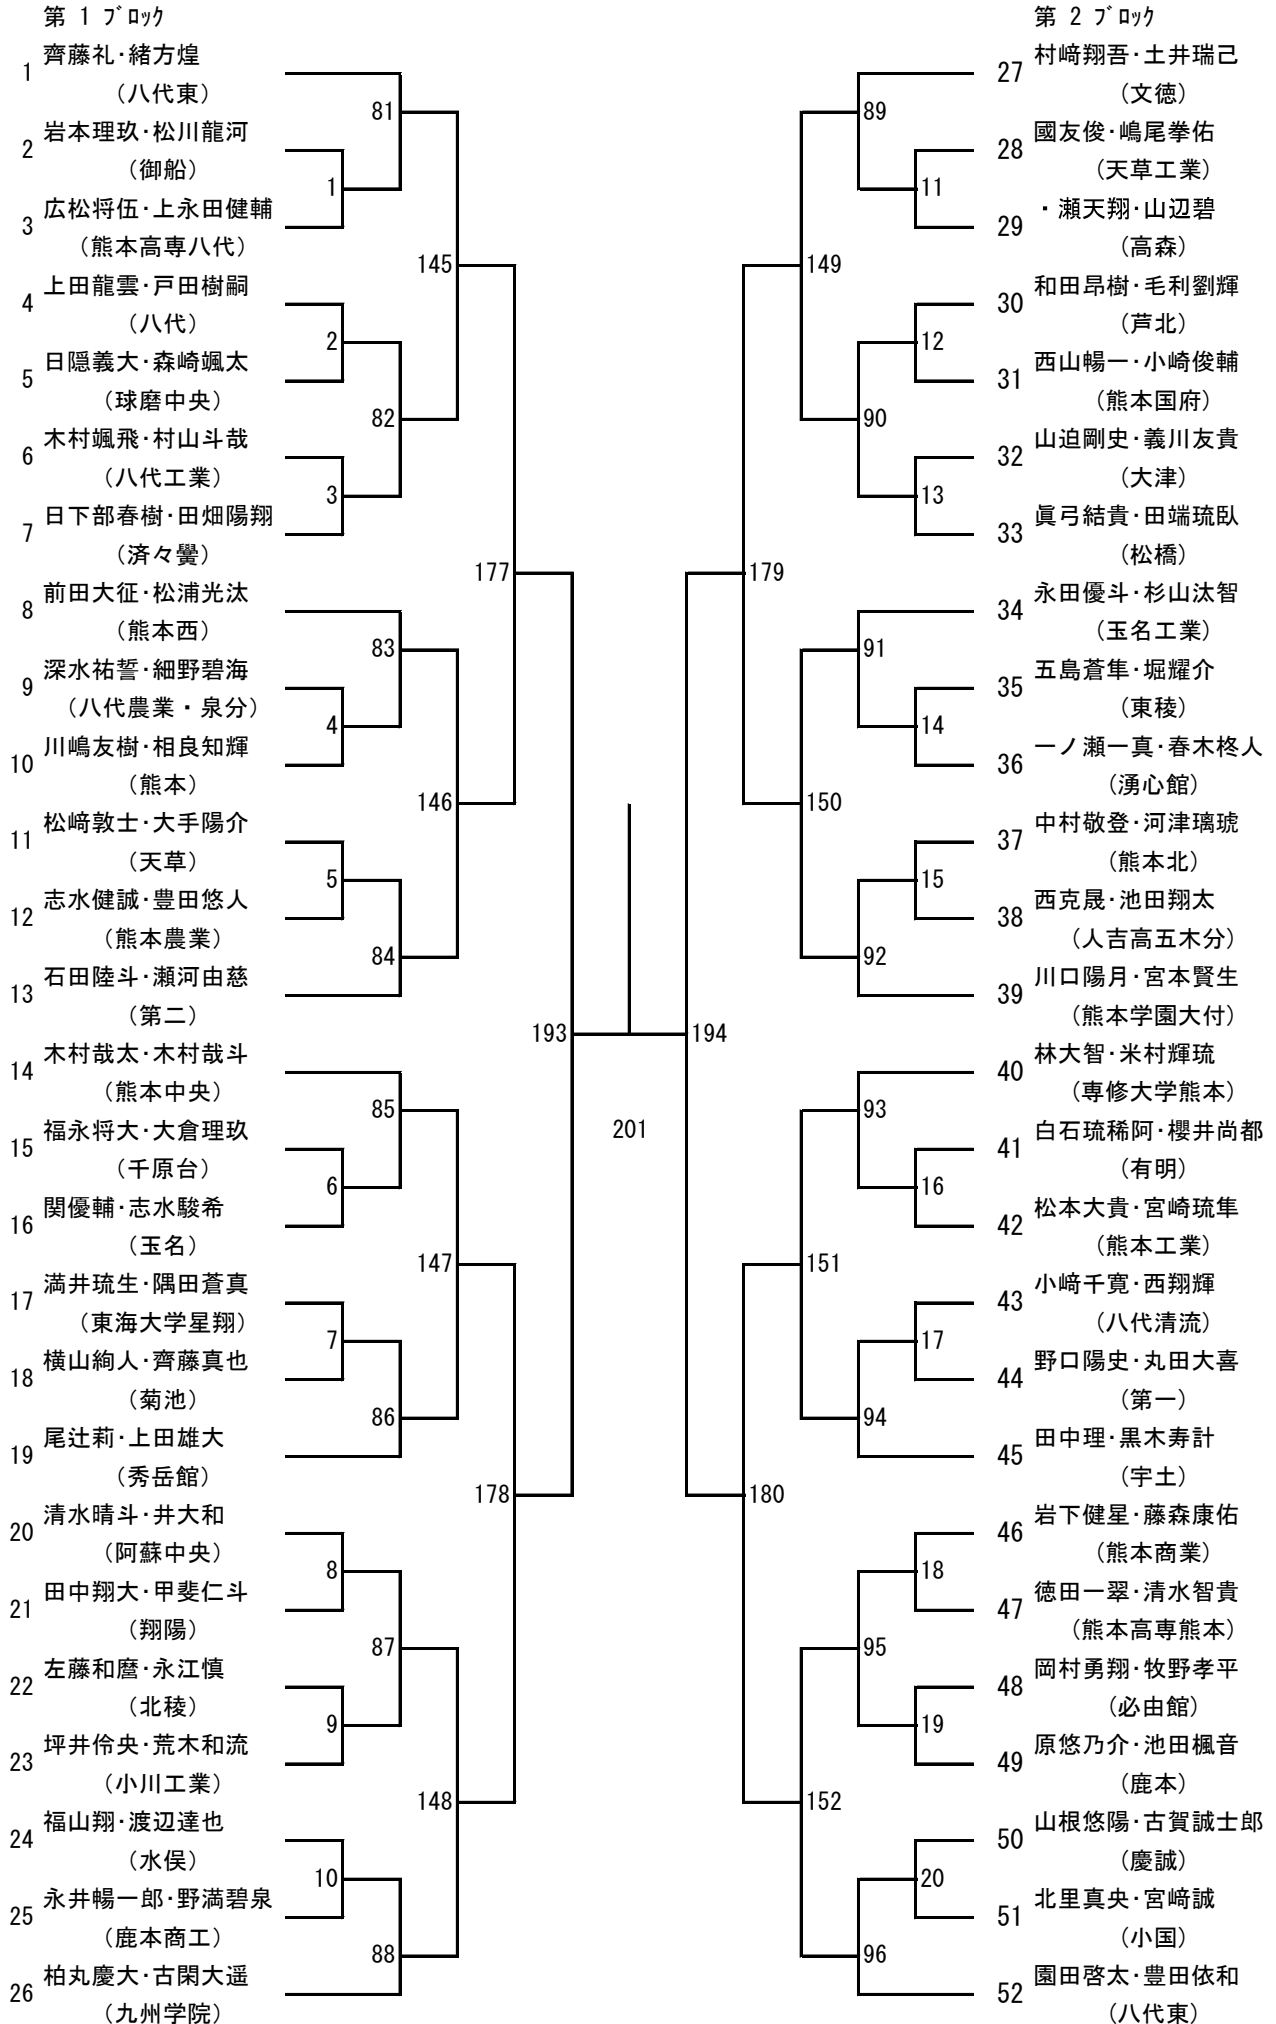 第 1 ブロック
齊藤礼･緒方煌
1
（八代東）
81
岩本理玖･松川龍河
2
（御船）
1
広松将伍･上永田健輔
3
（熊本高専八代）
145
上田龍雲･戸田樹嗣
4
（八代）
2
日隠義大･森崎颯太
5
（球磨中央）
82
木村颯飛･村山斗哉
6
（八代工業）
3
日下部春樹･田畑陽翔
7
（済々黌）
177
前田大征･松浦光汰
8
（熊本西）
83
深水祐誓･細野碧海
9
（八代農業・泉分）
4
川嶋友樹･相良知輝
10
（熊本）
146
松﨑敦士･大手陽介
11
（天草）
5
志水健誠･豊田悠人
12
（熊本農業）
84
石田陸斗･瀬河由慈
13
（第二）
193
木村哉太･木村哉斗
14
（熊本中央）
85
福永将大･大倉理玖
15
（千原台）
6
関優輔･志水駿希
16
（玉名）
147
満井琉生･隅田蒼真
17
（東海大学星翔）
7
横山絢人･齊藤真也
18
（菊池）
86
尾辻莉･上田雄大
19
（秀岳館）
178
清水晴斗･井大和
20
（阿蘇中央）
8
田中翔大･甲斐仁斗
21
（翔陽）
87
左藤和麿･永江慎
22
（北稜）
9
坪井伶央･荒木和流
23
（小川工業）
148
福山翔･渡辺達也
24
（水俣）
10
永井暢一郎･野満碧泉
25
（鹿本商工）
88
柏丸慶大･古閑大遥
26
（九州学院）
201
第 2 ブロック
村﨑翔吾･土井瑞己
27
（文徳）
89
國友俊･嶋尾拳佑
28
（天草工業）
11
・瀬天翔･山辺碧
29
（高森）
149
和田昂樹･毛利劉輝
30
（芦北）
12
西山暢一･小崎俊輔
31
（熊本国府）
90
山迫剛史･義川友貴
32
（大津）
13
眞弓結貴･田端琉臥
33
（松橋）
179
永田優斗･杉山汰智
34
（玉名工業）
91
五島蒼隼･堀耀介
35
（東稜）
14
一ノ瀬一真･春木柊人
36
（湧心館）
150
中村敬登･河津璃琥
37
（熊本北）
15
西克晟･池田翔太
38
（人吉高五木分）
92
川口陽月･宮本賢生
39
（熊本学園大付）
194
林大智･米村輝琉
40
（専修大学熊本）
93
白石琉稀阿･櫻井尚都
41
（有明）
16
松本大貴･宮崎琉隼
42
（熊本工業）
151
小﨑千寛･西翔輝
43
（八代清流）
17
野口陽史･丸田大喜
44
（第一）
94
田中理･黒木寿計
45
（宇土）
180
岩下健星･藤森康佑
46
（熊本商業）
18
徳田一翠･清水智貴
47
（熊本高専熊本）
95
岡村勇翔･牧野孝平
48
（必由館）
19
原悠乃介･池田楓音
49
（鹿本）
152
山根悠陽･古賀誠士郎
50
（慶誠）
20
北里真央･宮﨑誠
51
（小国）
96
園田啓太･豊田依和
52
（八代東）